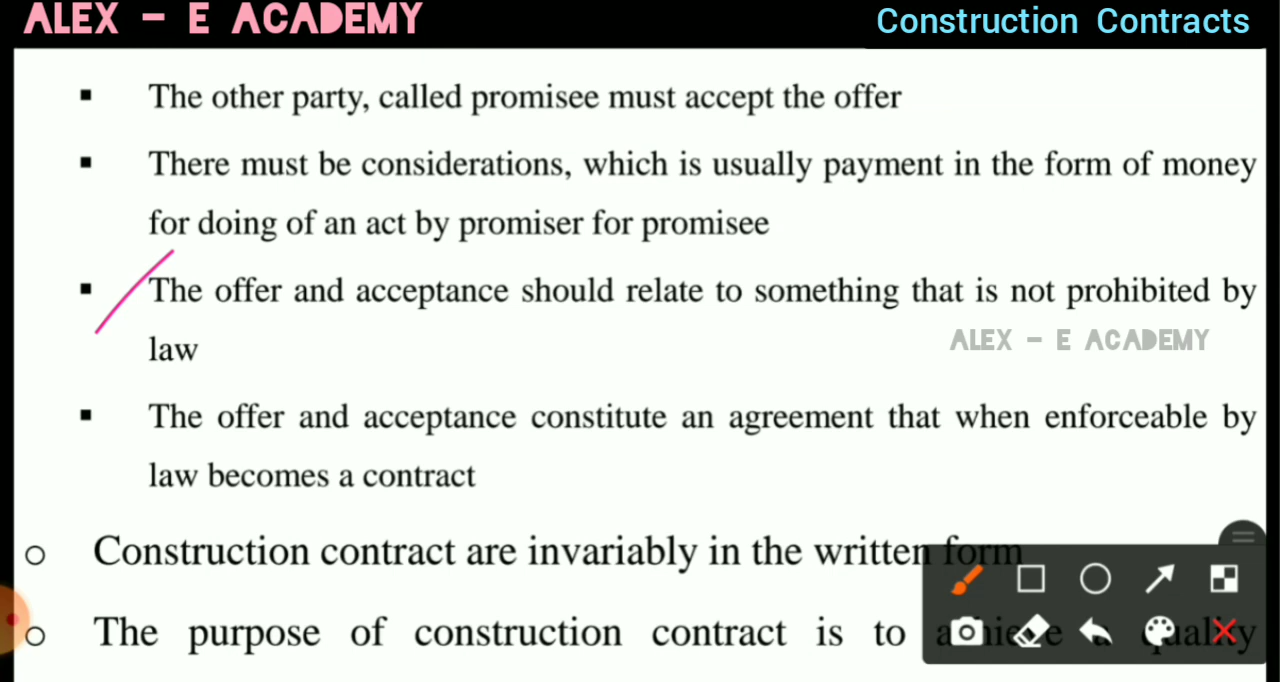 ALEX – E ACADEMY
Construction Contracts
▪ The other party, called promisee must accept the offer
▪ There must be considerations, which is usually payment in the form of money
for doing of an act by promiser for promisee
▪ The offer and acceptance should relate to something that is not prohibited by
law
ALEX – E ACADEMY
▪ The offer and acceptance constitute an agreement that when enforceable by
law becomes a contract
o Construction contract are invariably in the written form
o The purpose of construction contract is to achieve a quality